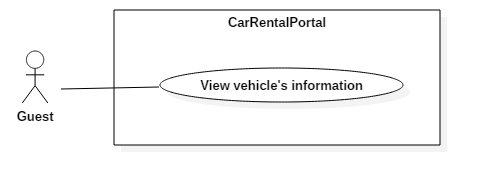 CarRentalPortal
View vehicle's information
Guest